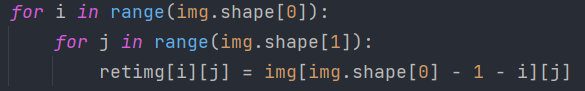 for i in range(img.shape[0]):
    for j in range(img.shape[1]):
        retimg[i][j] = img[img.shape[0] - 1 - i][j]